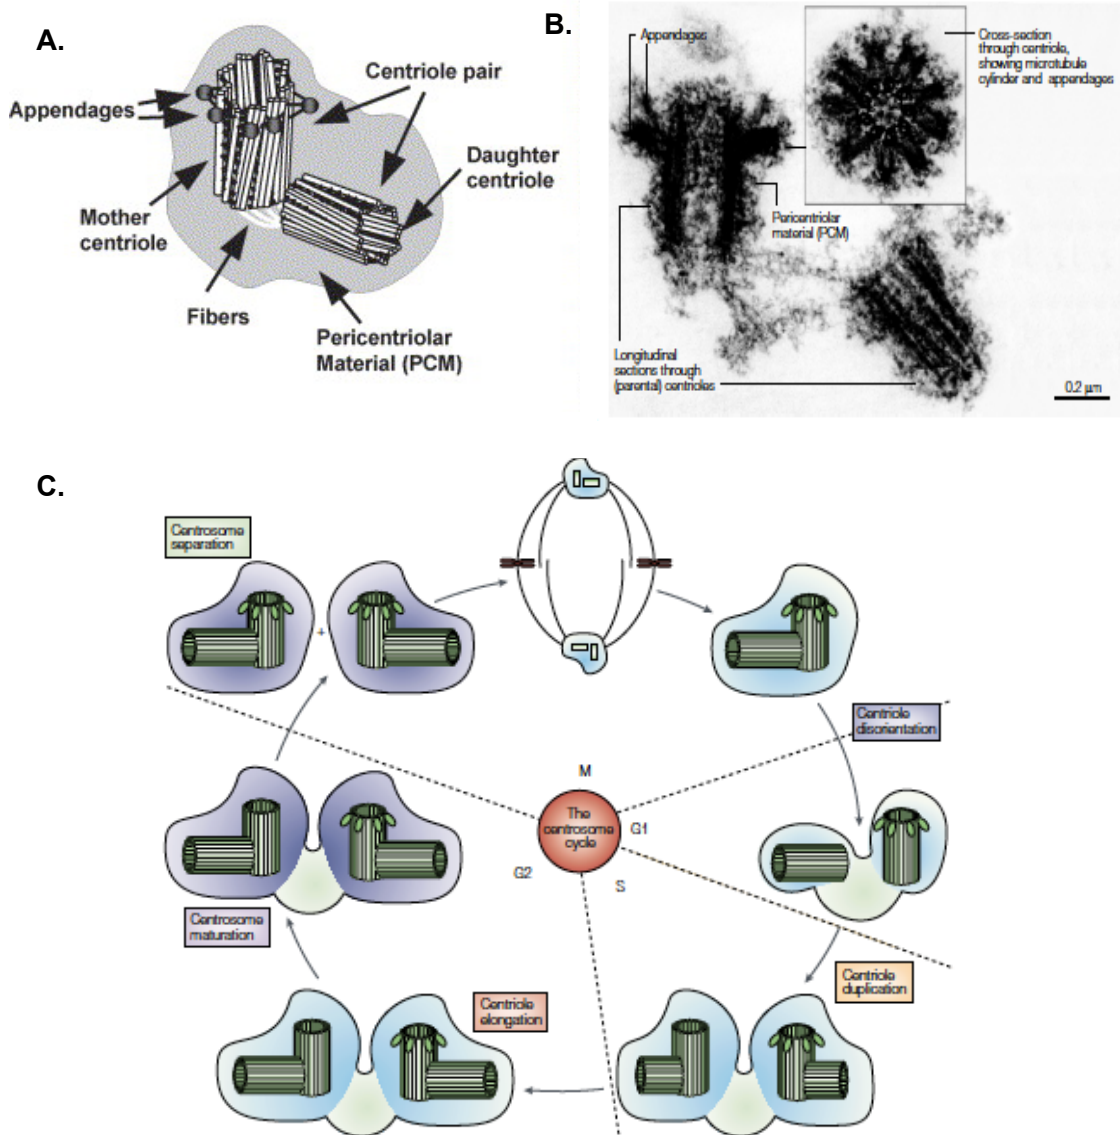 A.
Appendages
Centriole pair
Daughter
centriole
Mother
centriole
Fibers
Pericentriolar
Material (PCM)
B.
Appendages
Cross-section
through centriole,
showing microtubule
cylinder and appendages
Pericentriolar
material (PCM)
Longitudinal
sections through
(parental) centrioles
0.2 µm
C.
Centrosome
separation
+
Centriole
disorientation
M
The
centrosome
cycle
G1
G2
S
Centrosome
maturation
Centriole
duplication
Centriole
elongation